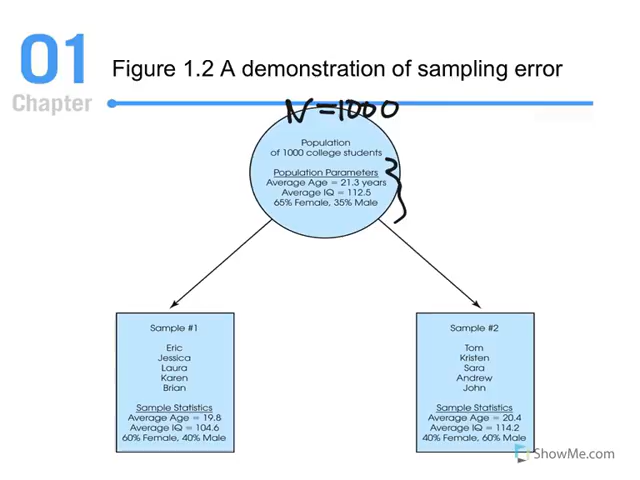 01
Chapter
Figure 1.2 A demonstration of sampling error
N=1000
Population
of 1000 college students
Population Parameters
Average Age = 21.3 years
Average IQ = 112.5
65% Female, 35% Male
Sample #1
Eric
Jessica
Laura
Karen
Brian
Sample Statistics
Average Age = 19.8
Average IQ = 104.6
60% Female, 40% Male
Sample #2
Tom
Kristen
Sara
Andrew
John
Sample Statistics
Average Age = 20.4
Average IQ = 114.2
40% Female, 60% Male
ShowMe.com